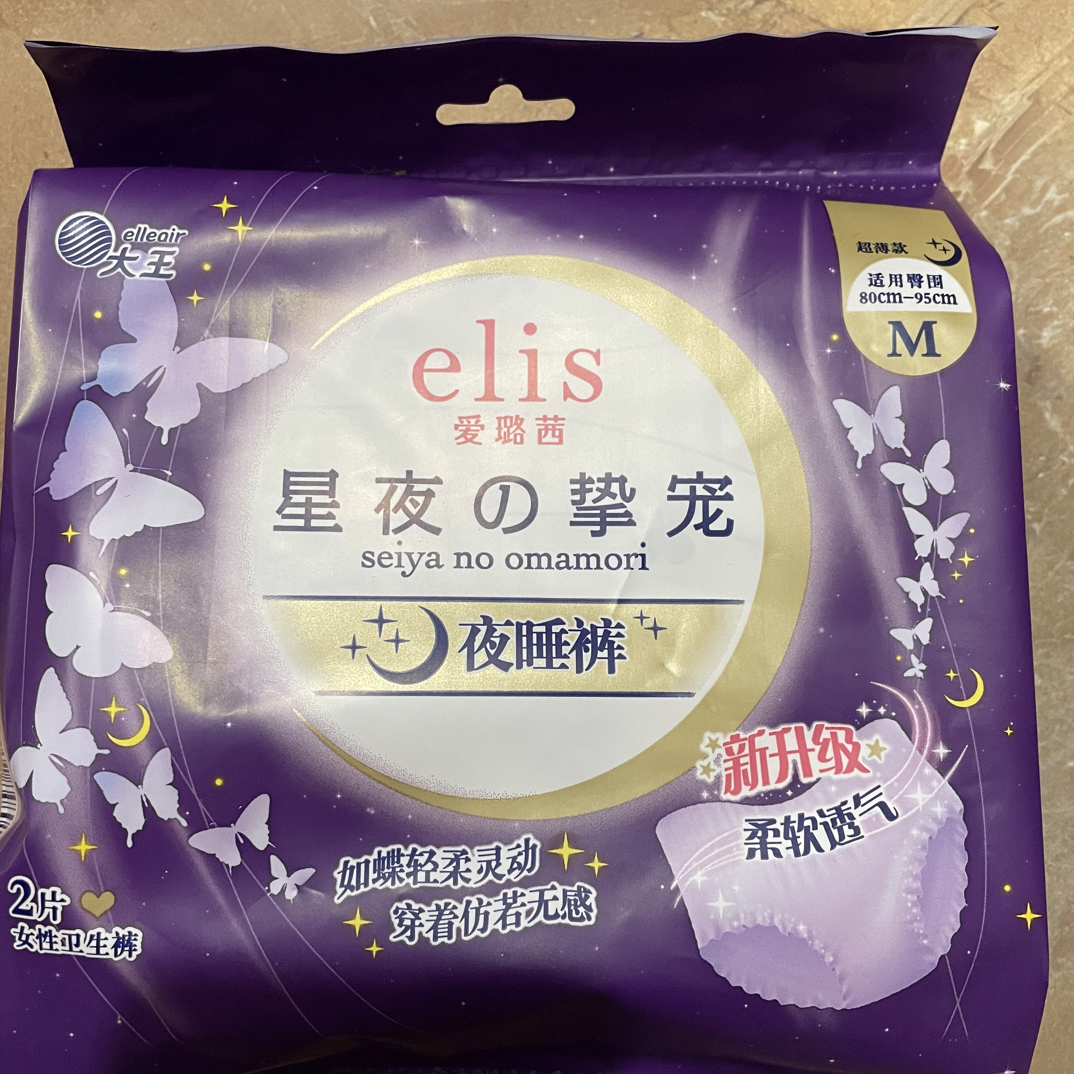 elleair
大王
超薄款
适用臀围
80cm-95cm
M
elis
爱璐茜
星夜の挚宠
seiya no omamori
夜睡裤
新升级
柔软透气
如蝶轻柔灵动
穿着仿若无感
2片
女性卫生裤